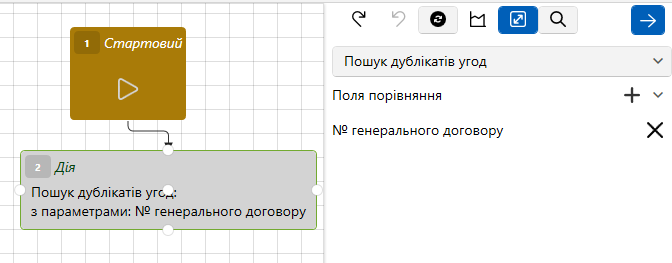 1 Стартовий
2 Дія
Пошук дублікатів угод:
з параметрами: № генерального договору
Пошук дублікатів угод
Поля порівняння
№ генерального договору